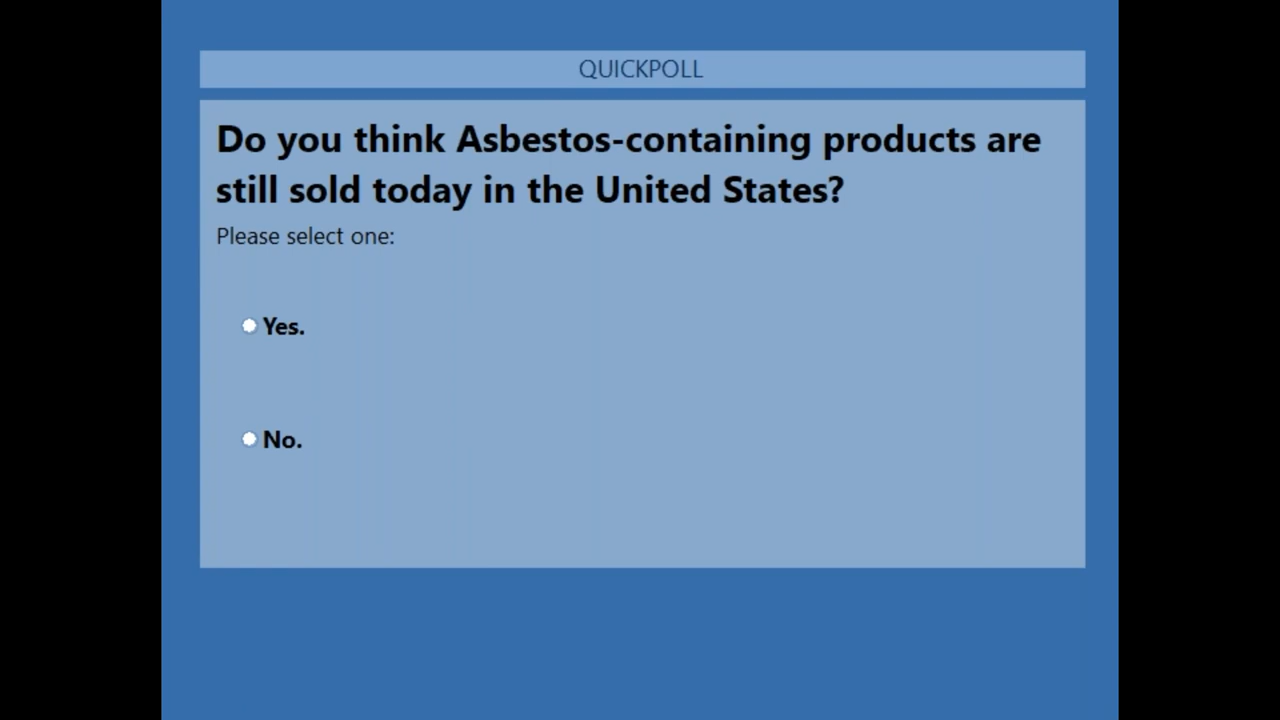 QUICKPOLL
Do you think Asbestos-containing products are
still sold today in the United States?
Please select one:
Yes.
No.